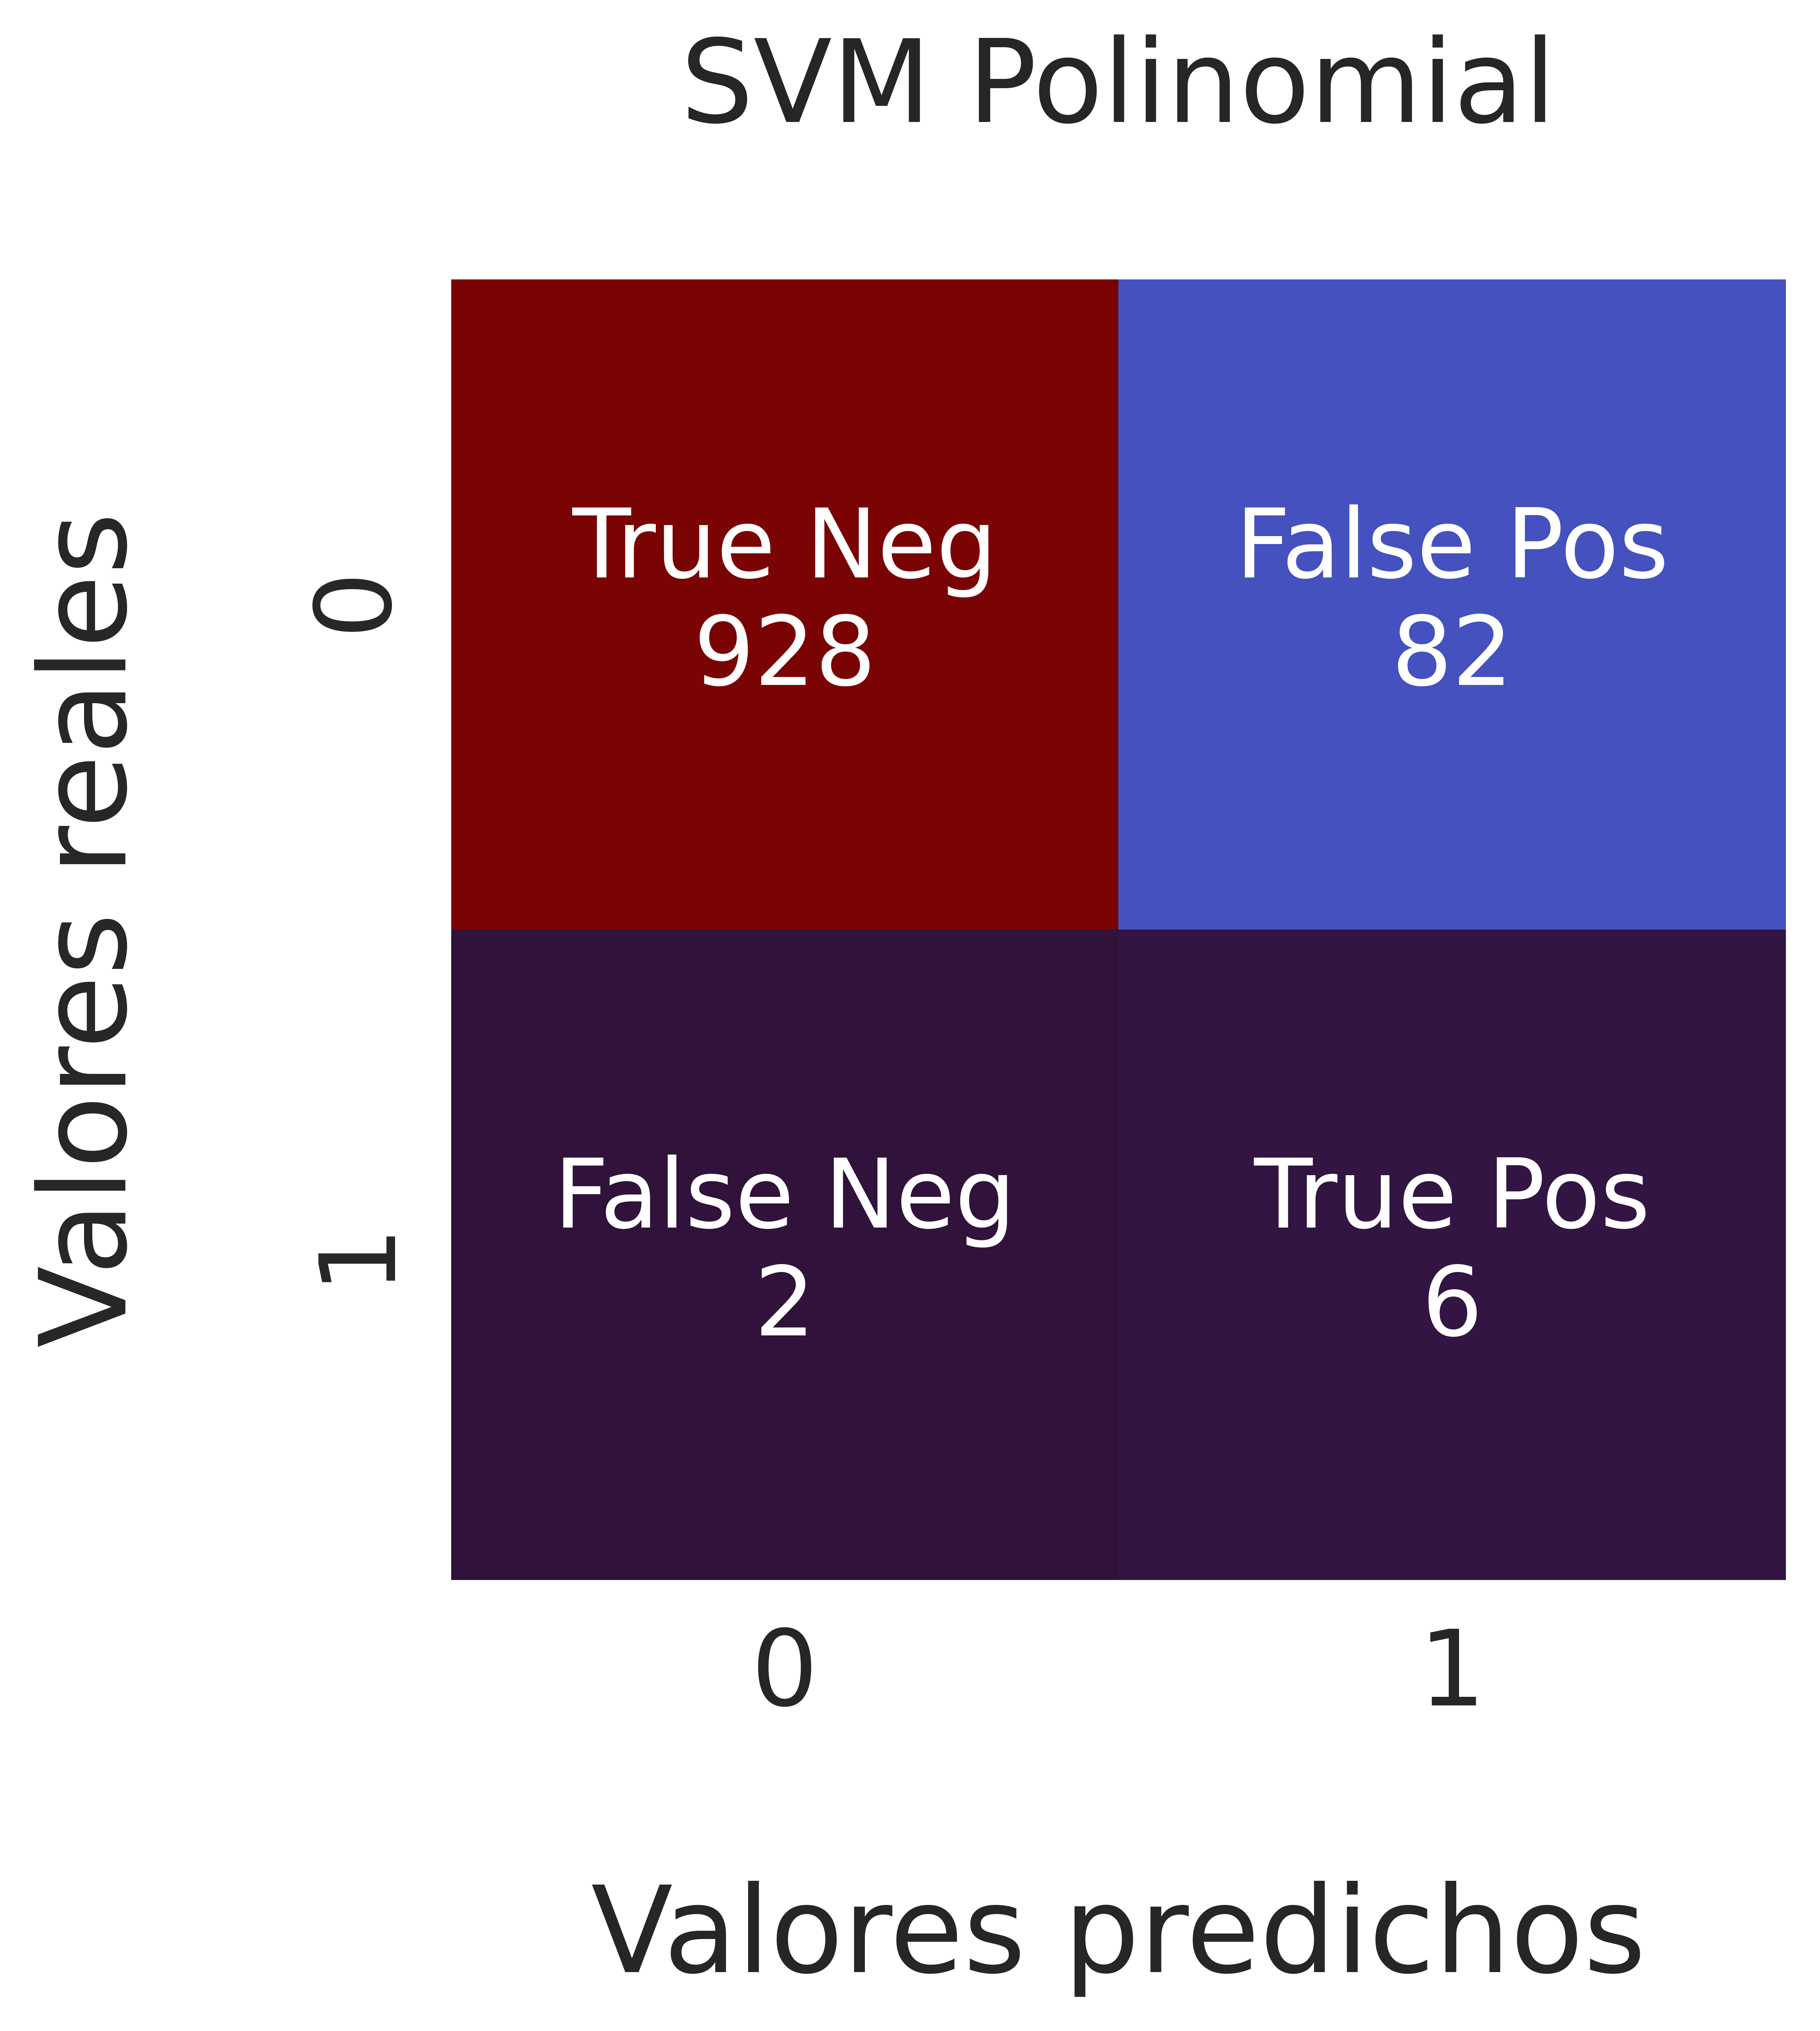 SVM Polinomial
Valores reales
0
True Neg
928
False Pos
82
1
False Neg
2
True Pos
6
0
1
Valores predichos